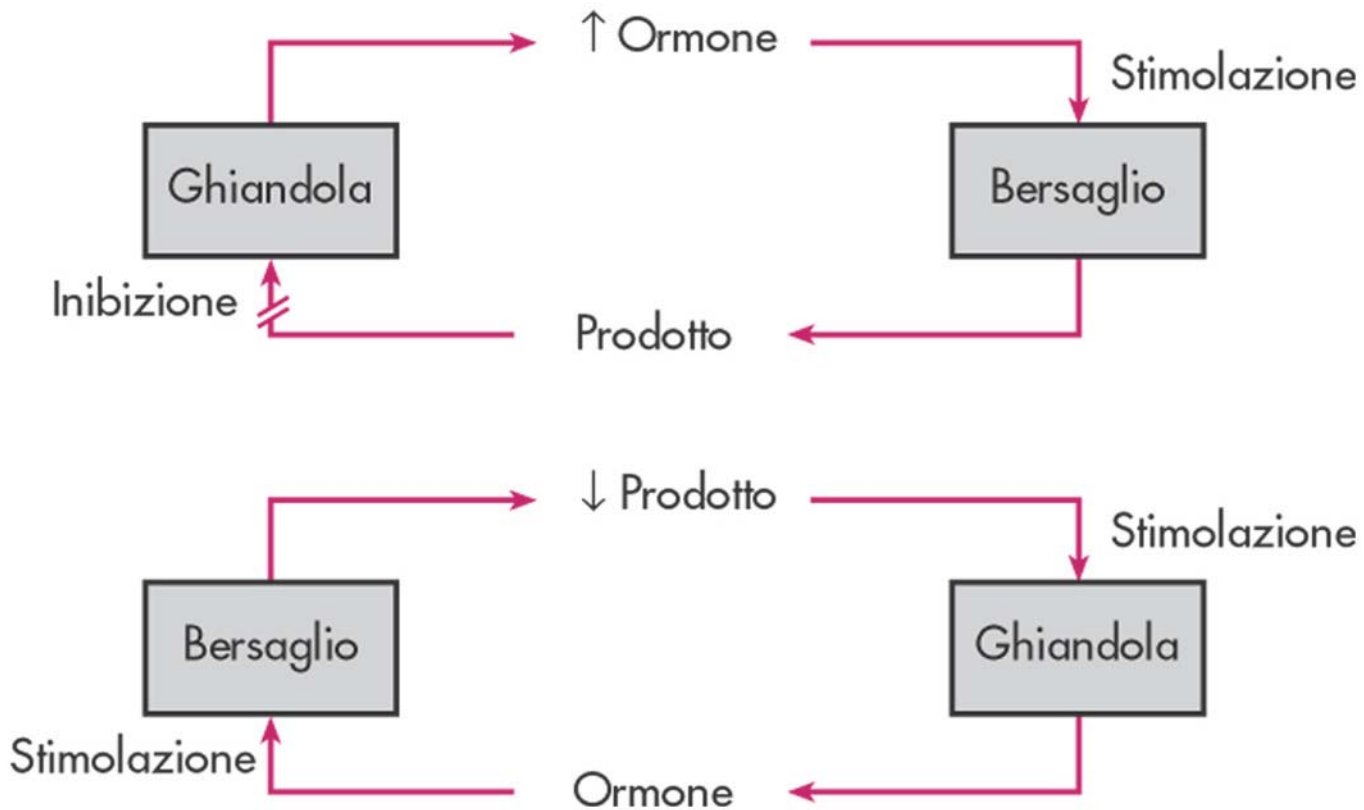 ↑ Ormone
Stimolazione
Ghiandola
Bersaglio
Inibizione
Prodotto
↓ Prodotto
Stimolazione
Bersaglio
Ghiandola
Stimolazione
Ormone